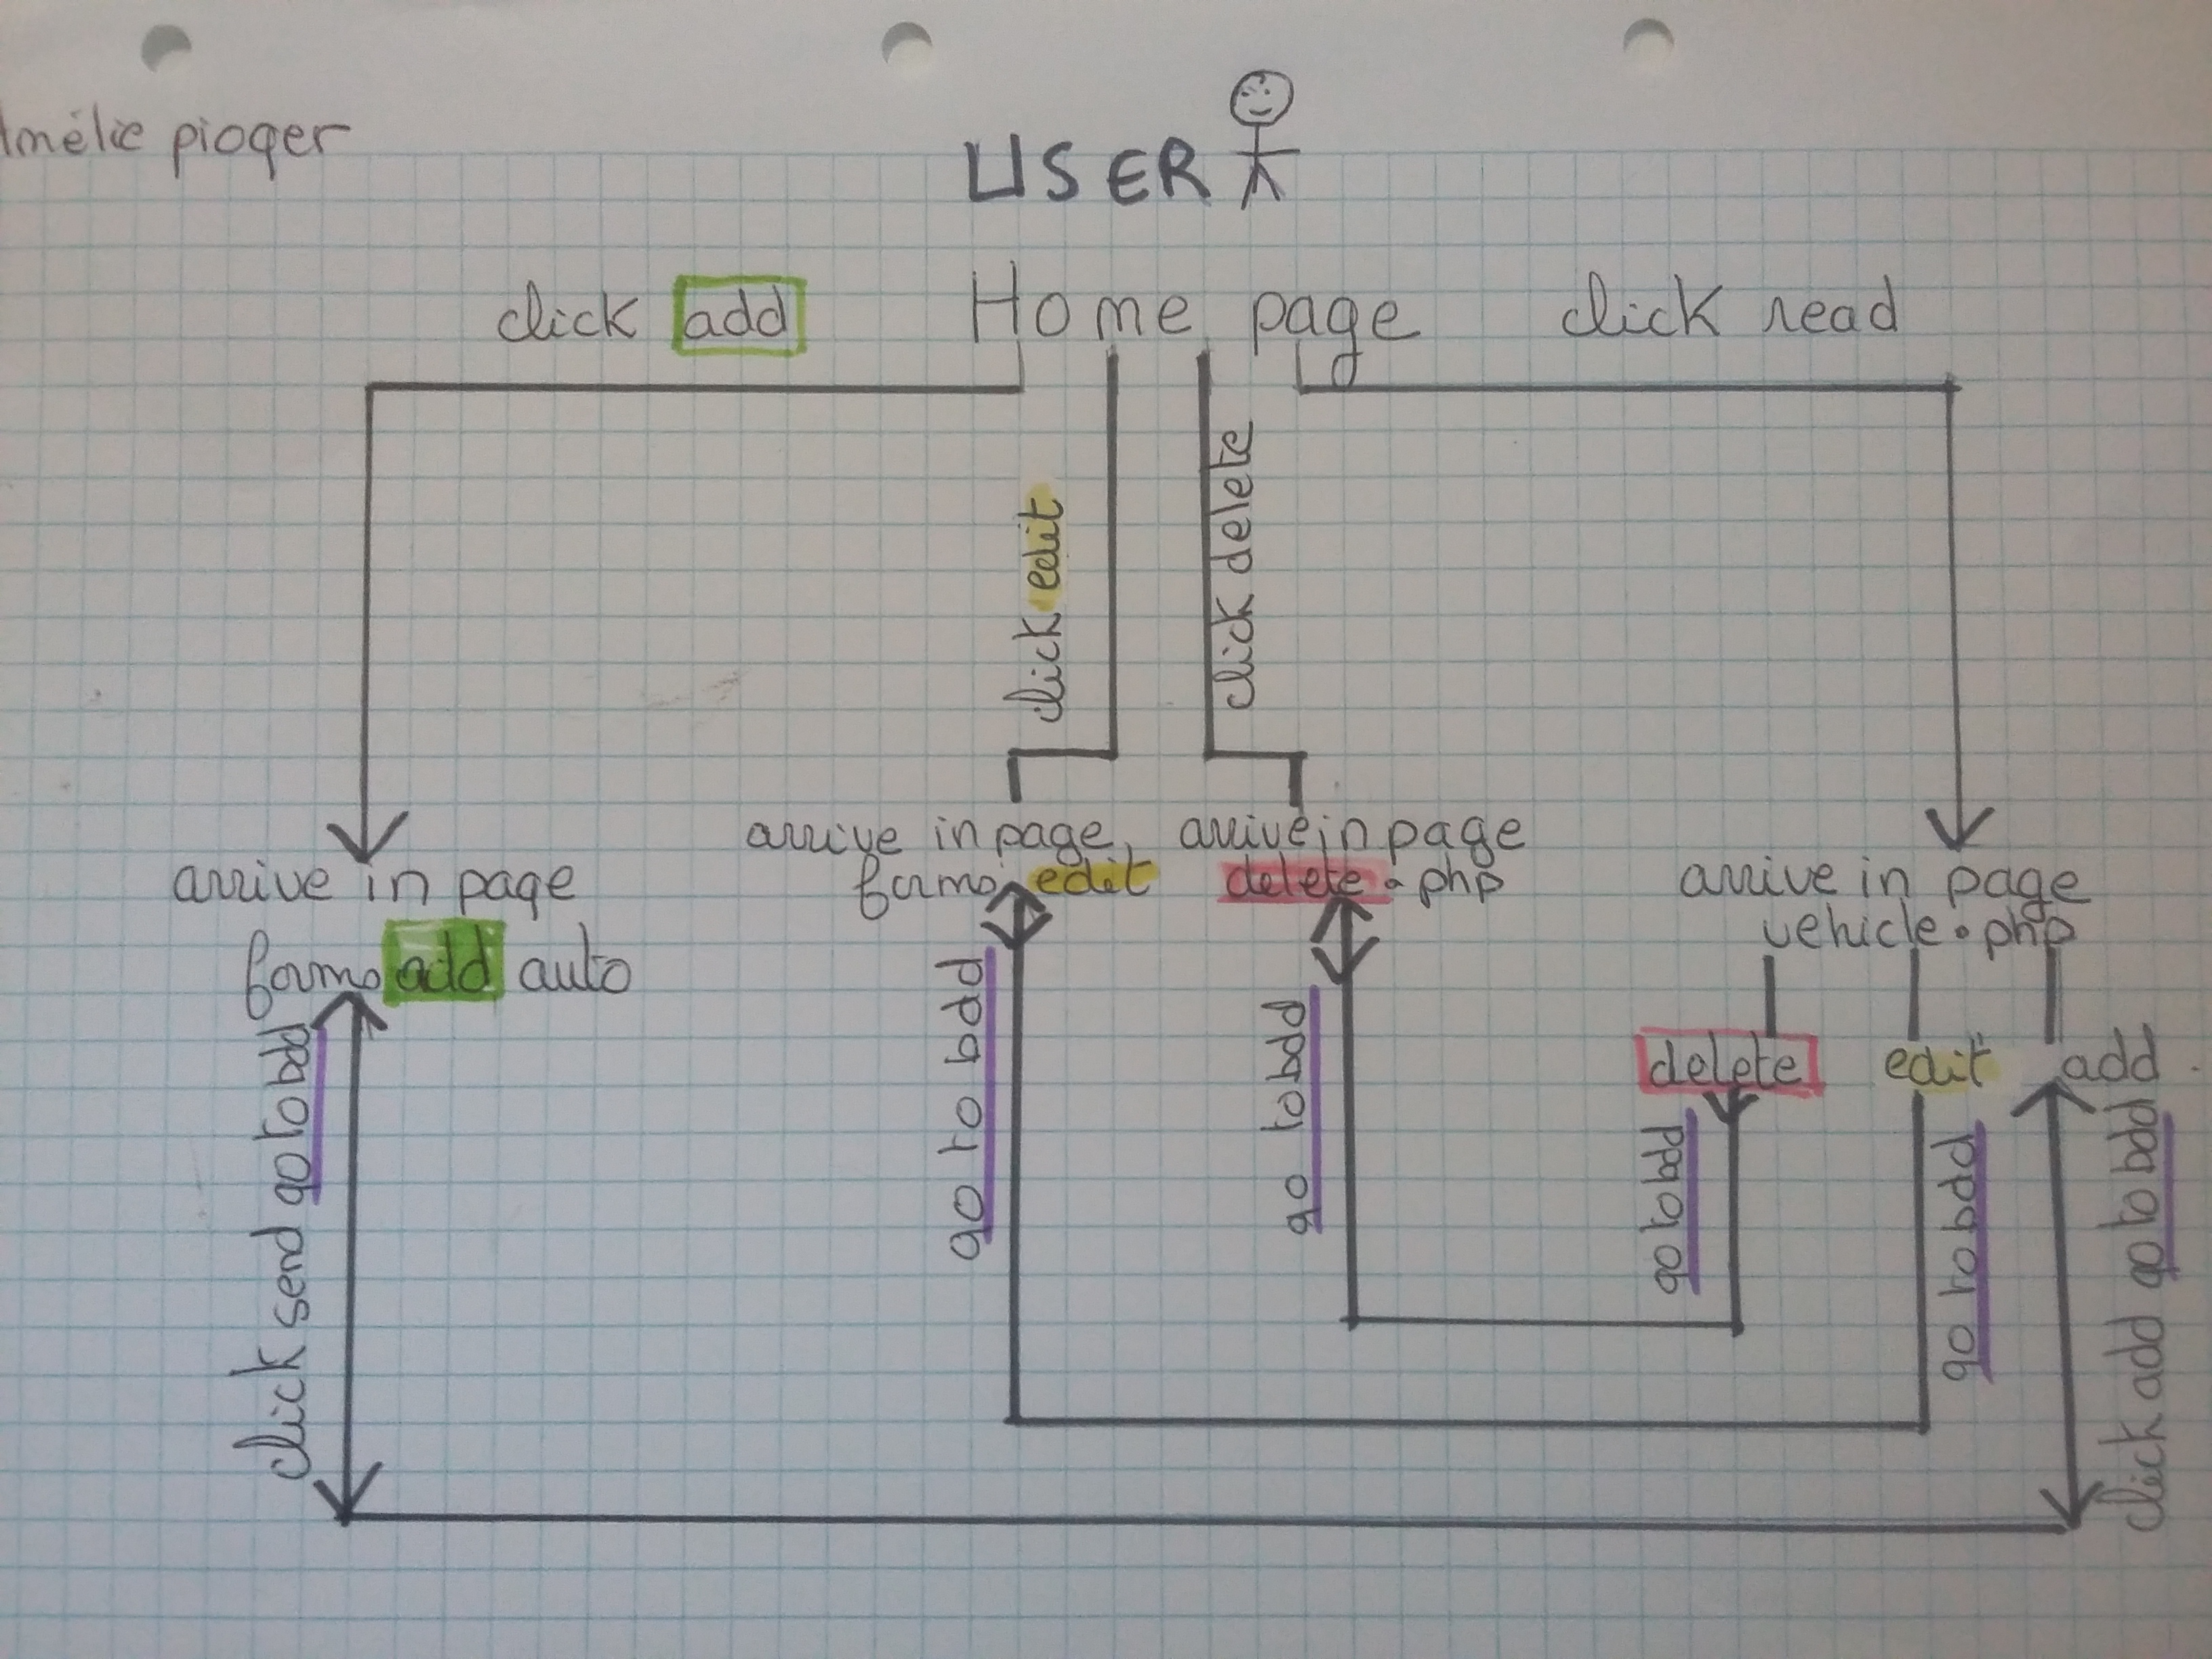 Amélie pioger
USER
click add
Home page
click read
click edit
click delete
arrive in page
forms add auto
arrive in page
forms edit
arrive in page
delete.php
arrive in page
vehicle.php
delete
edit
add
click send go to bdd
go to bdd
go to bdd
go to bdd
go to bdd
click add go to bdd